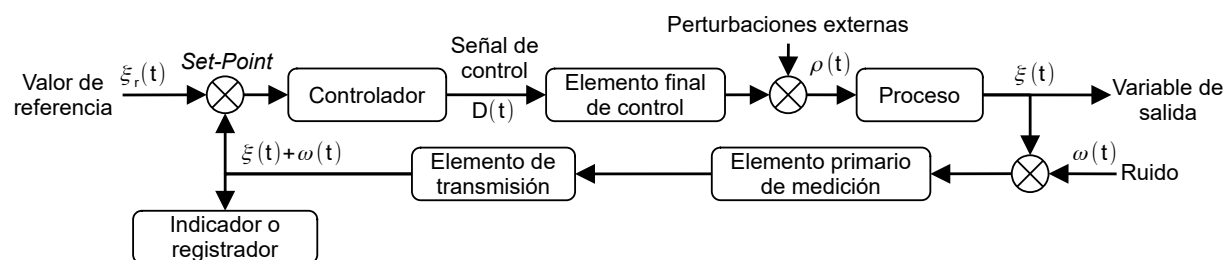 Perturbaciones externas
Valor de
referencia
ξr(t)
Set-Point
Controlador
Señal de
control
D(t)
Elemento final
de control
ρ(t)
Proceso
ξ(t)
Variable de
salida
ξ(t)+ω(t)
Elemento de
transmisión
Elemento primario
de medición
ω(t)
Ruido
Indicador o
registrador